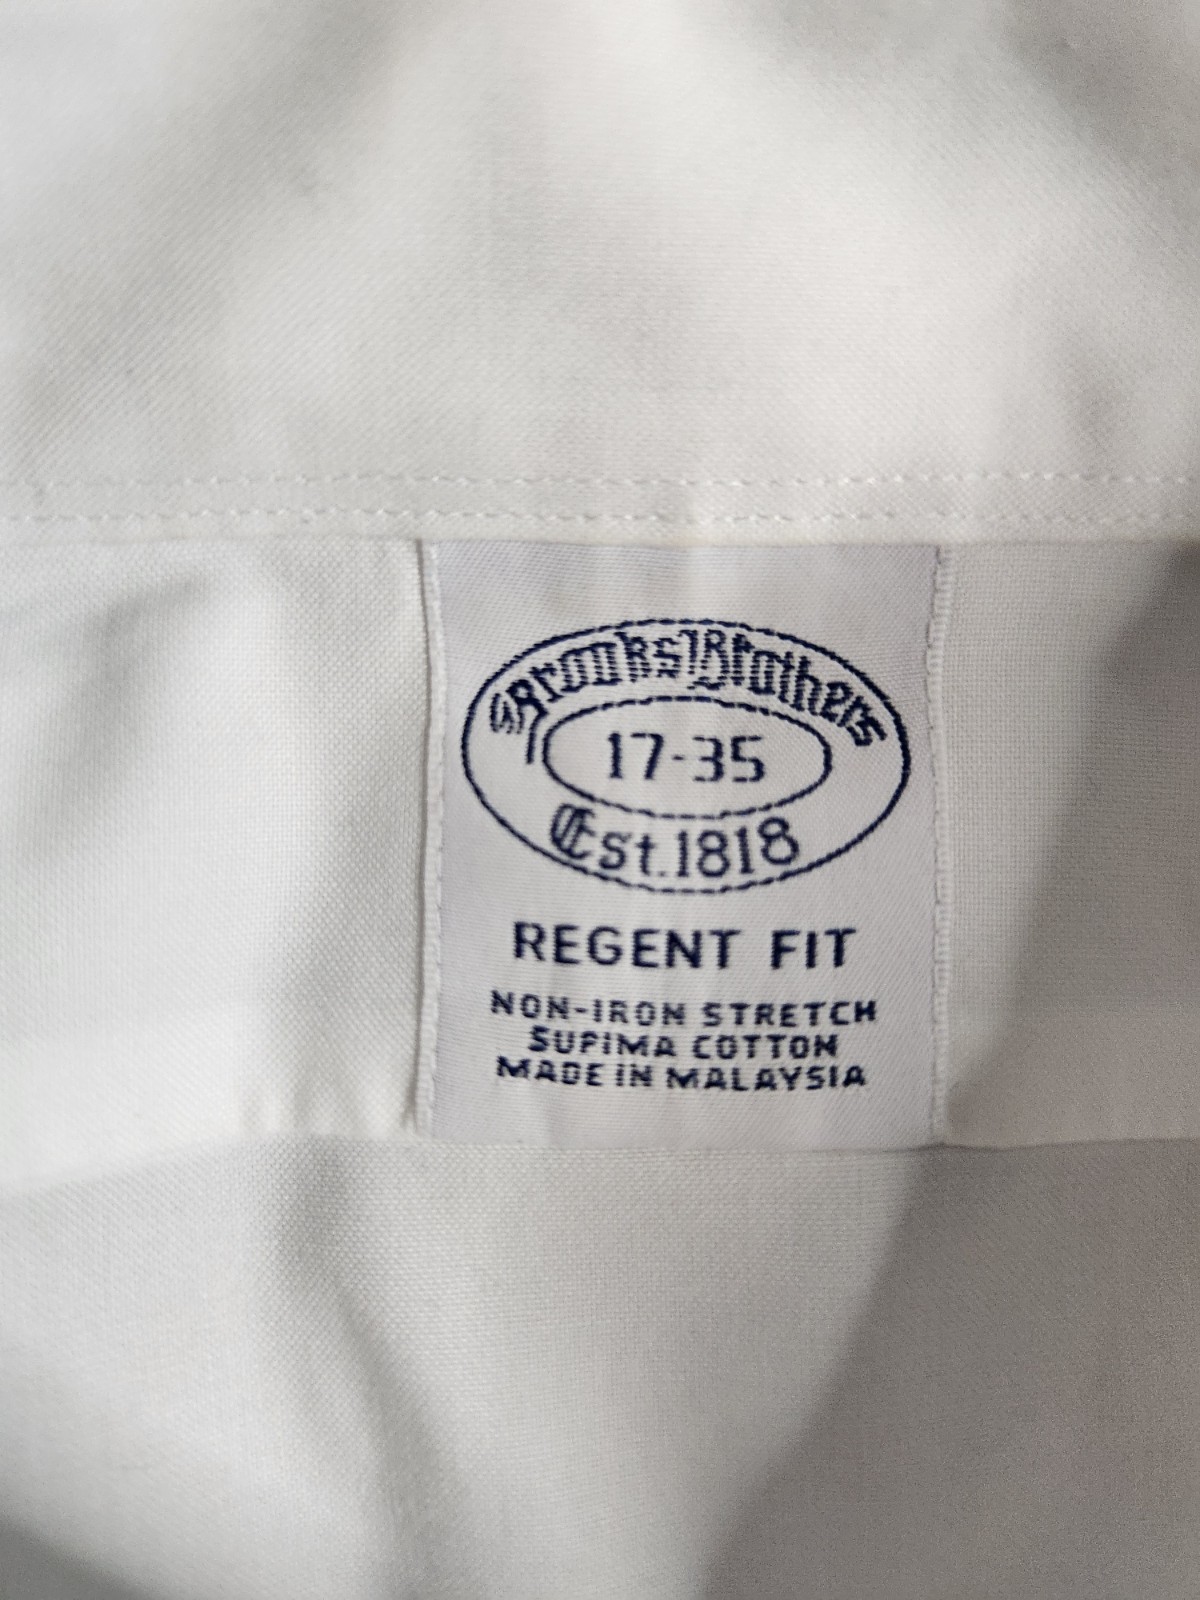 Brooks Brothers
17-35
Est. 1818
REGENT FIT
NON-IRON STRETCH
SUPIMA COTTON
MADE IN MALAYSIA